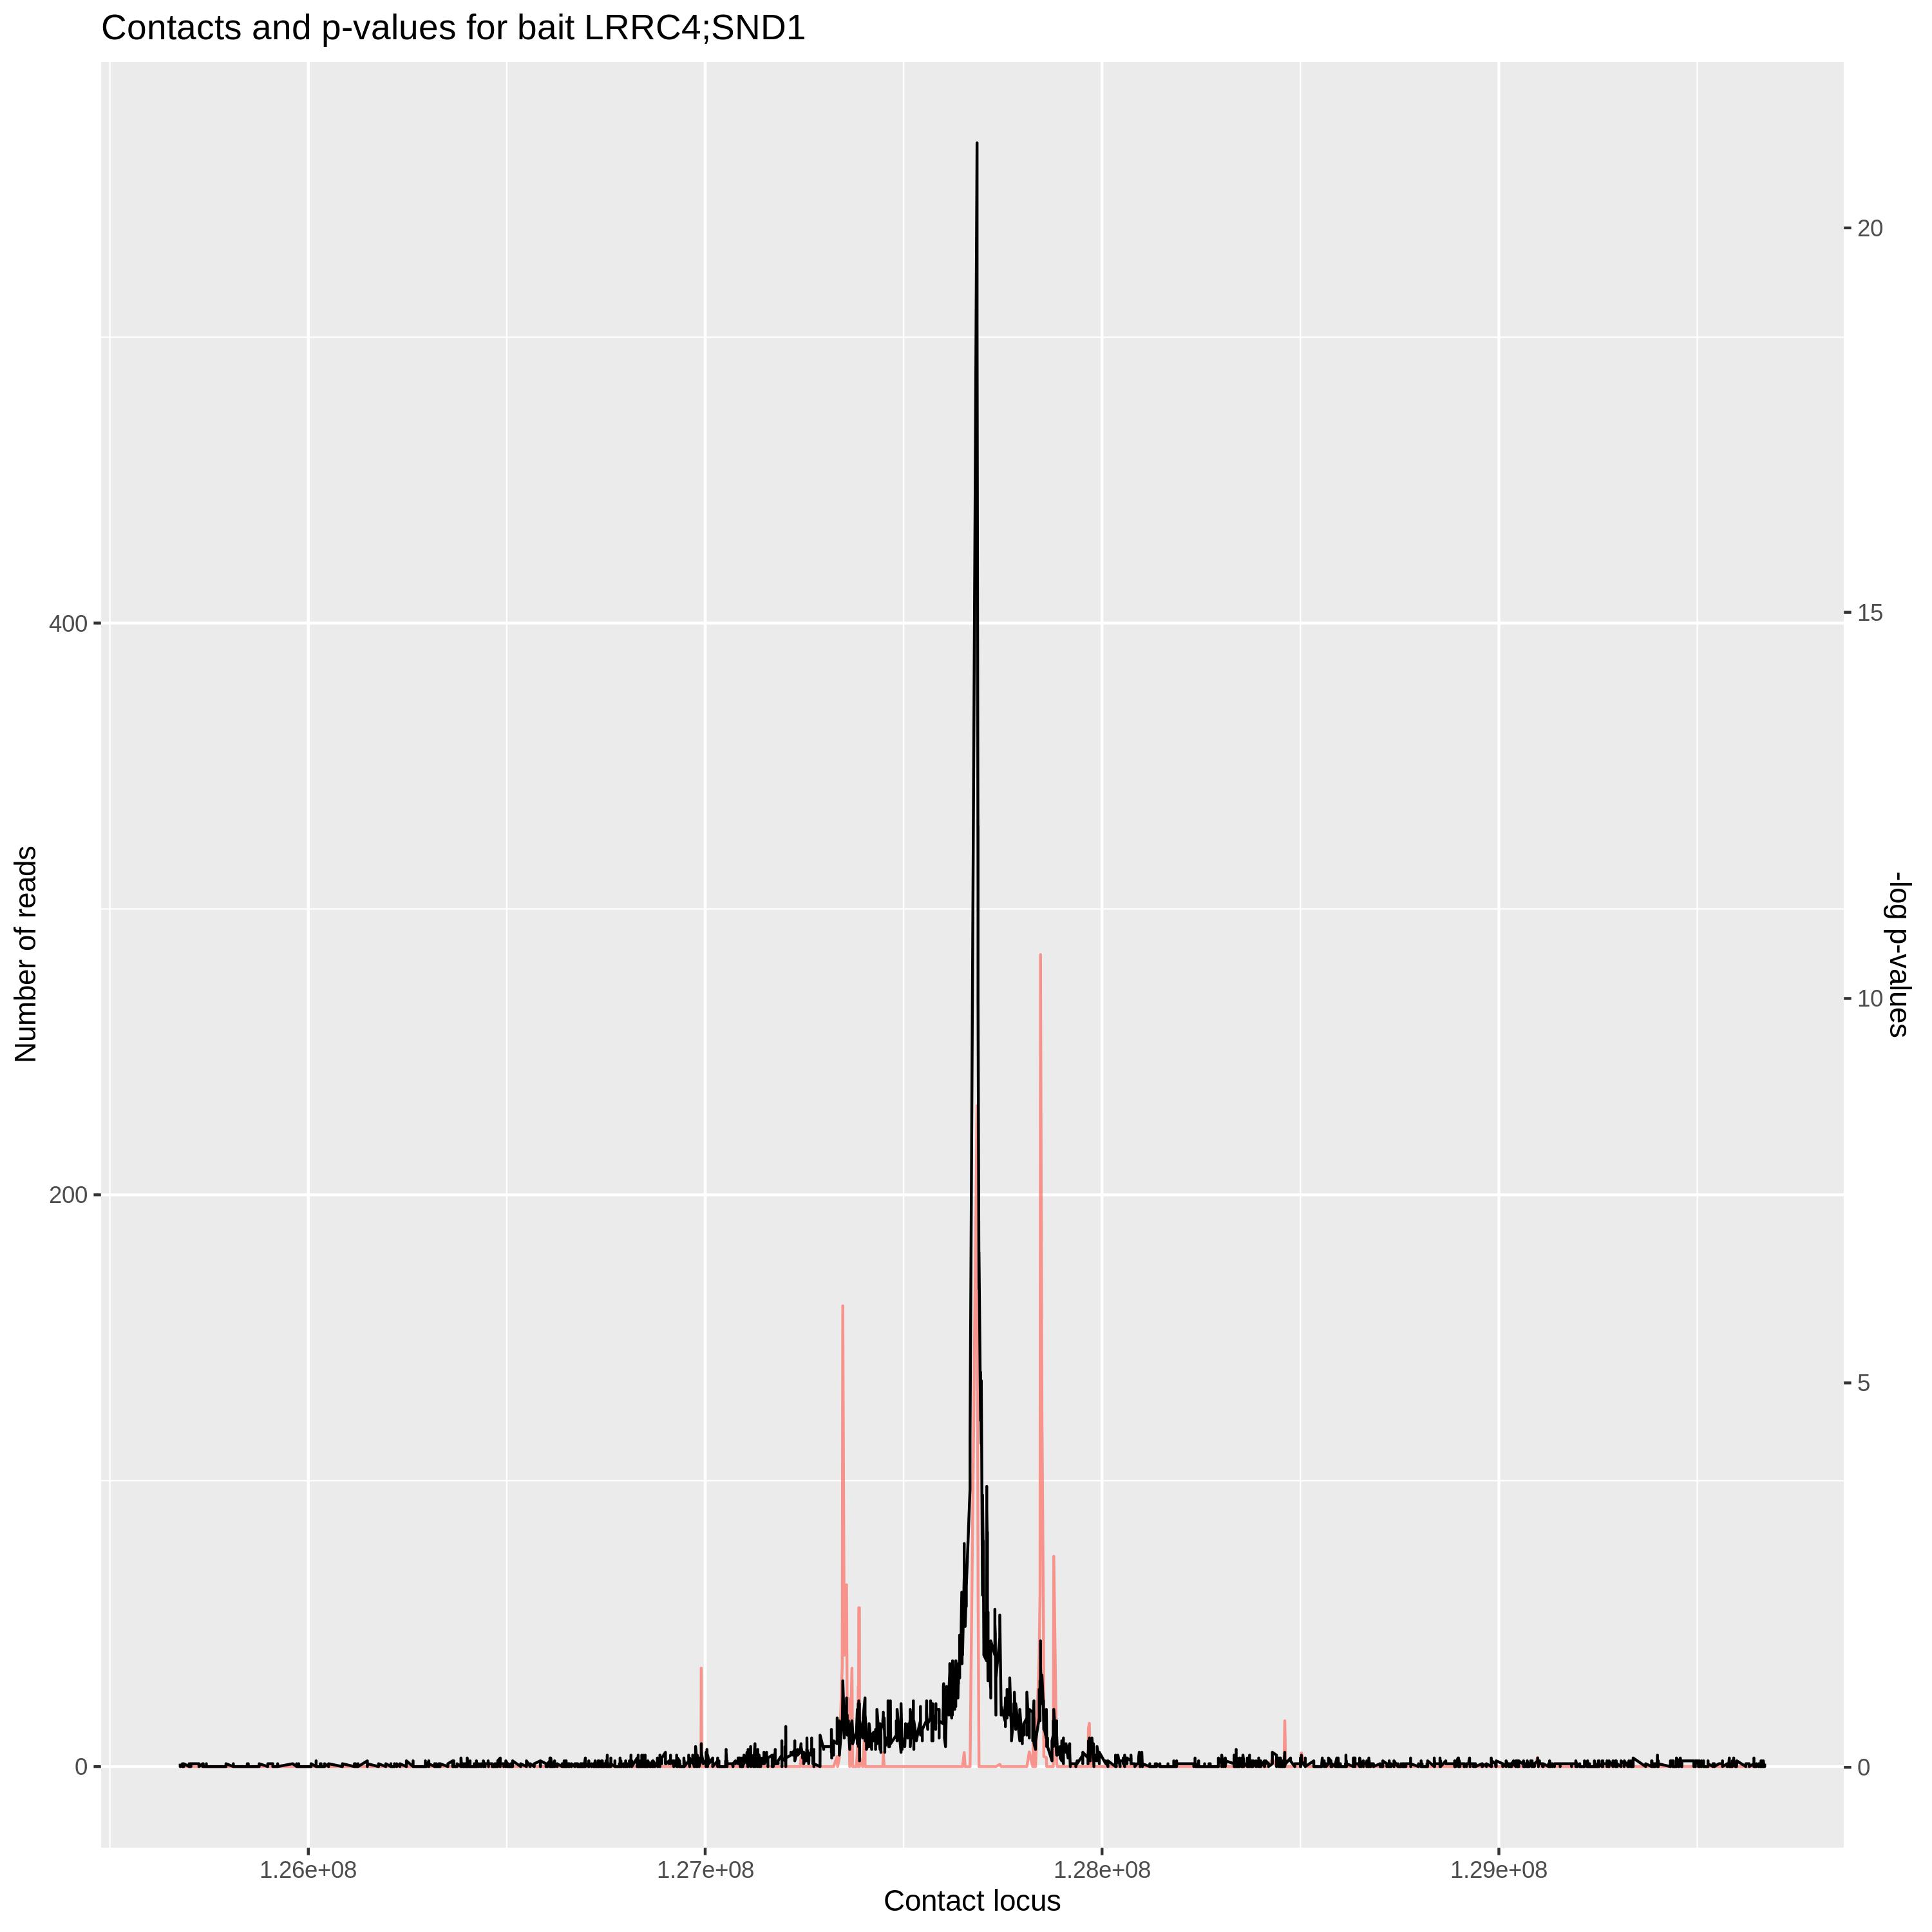 Contacts and p-values for bait LRRC4;SND1
Number of reads
400
200
0
20
15
10
5
0
-log p-values
1.26e+08
1.27e+08
1.28e+08
1.29e+08
Contact locus